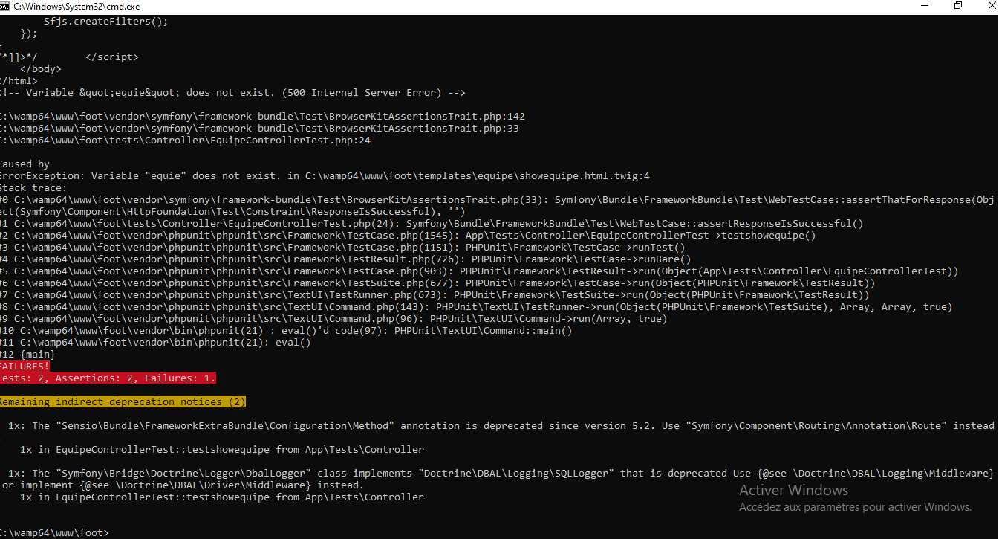 C:\Windows\System32\cmd.exe
Sfjs.createFilters();
});
/*]]>*/ </script>
</body>
</html>
<!-- Variable &quot;equie&quot; does not exist. (500 Internal Server Error) -->
C:\wamp64\www\foot\vendor\symfony\framework-bundle\Test\BrowserKitAssertionsTrait.php:142
C:\wamp64\www\foot\vendor\symfony\framework-bundle\Test\BrowserKitAssertionsTrait.php:33
C:\wamp64\www\foot\tests\Controller\EquipeControllerTest.php:24
Caused by
ErrorException: Variable "equie" does not exist. in C:\wamp64\www\foot\templates\equipe\showequipe.html.twig:4
Stack trace:
#0 C:\wamp64\www\foot\vendor\symfony\framework-bundle\Test\BrowserKitAssertionsTrait.php(33): Symfony\Bundle\FrameworkBundle\Test\WebTestCase::assertThatForResponse(Obj
ect(Symfony\Component\HttpFoundation\Test\Constraint\ResponseIsSuccessful), '')
#1 C:\wamp64\www\foot\tests\Controller\EquipeControllerTest.php(24): Symfony\Bundle\FrameworkBundle\Test\WebTestCase::assertResponseIsSuccessful()
#2 C:\wamp64\www\foot\vendor\phpunit\phpunit\src\Framework\TestCase.php(1545): App\Tests\Controller\EquipeControllerTest->testshowequipe()
#3 C:\wamp64\www\foot\vendor\phpunit\phpunit\src\Framework\TestCase.php(1151): PHPUnit\Framework\TestCase->runTest()
#4 C:\wamp64\www\foot\vendor\phpunit\phpunit\src\Framework\TestResult.php(726): PHPUnit\Framework\TestCase->runBare()
#5 C:\wamp64\www\foot\vendor\phpunit\phpunit\src\Framework\TestCase.php(903): PHPUnit\Framework\TestResult->run(Object(App\Tests\Controller\EquipeControllerTest))
#6 C:\wamp64\www\foot\vendor\phpunit\phpunit\src\Framework\TestSuite.php(677): PHPUnit\Framework\TestCase->run(Object(PHPUnit\Framework\TestResult))
#7 C:\wamp64\www\foot\vendor\phpunit\phpunit\src\TextUI\TestRunner.php(673): PHPUnit\Framework\TestSuite->run(Object(PHPUnit\Framework\TestResult))
#8 C:\wamp64\www\foot\vendor\phpunit\phpunit\src\TextUI\Command.php(143): PHPUnit\TextUI\TestRunner->run(Object(PHPUnit\Framework\TestSuite), Array, Array, true)
#9 C:\wamp64\www\foot\vendor\phpunit\phpunit\src\TextUI\Command.php(96): PHPUnit\TextUI\Command->run(Array, true)
#10 C:\wamp64\www\foot\vendor\bin\phpunit(21) : eval()'d code(97): PHPUnit\TextUI\Command::main()
#11 C:\wamp64\www\foot\vendor\bin\phpunit(21): eval()
#12 {main}
FAILURES!
Tests: 2, Assertions: 2, Failures: 1.
Remaining indirect deprecation notices (2)
1x: The "Sensio\Bundle\FrameworkExtraBundle\Configuration\Method" annotation is deprecated since version 5.2. Use "Symfony\Component\Routing\Annotation\Route" instead
1x in EquipeControllerTest::testshowequipe from App\Tests\Controller
1x: The "Symfony\Bridge\Doctrine\Logger\DbalLogger" class implements "Doctrine\DBAL\Logging\SQLLogger" that is deprecated Use {@see \Doctrine\DBAL\Logging\Middleware}
or implement {@see \Doctrine\DBAL\Driver\Middleware} instead.
1x in EquipeControllerTest::testshowequipe from App\Tests\Controller
Activer Windows
Accédez aux paramètres pour activer Windows.
C:\wamp64\www\foot>